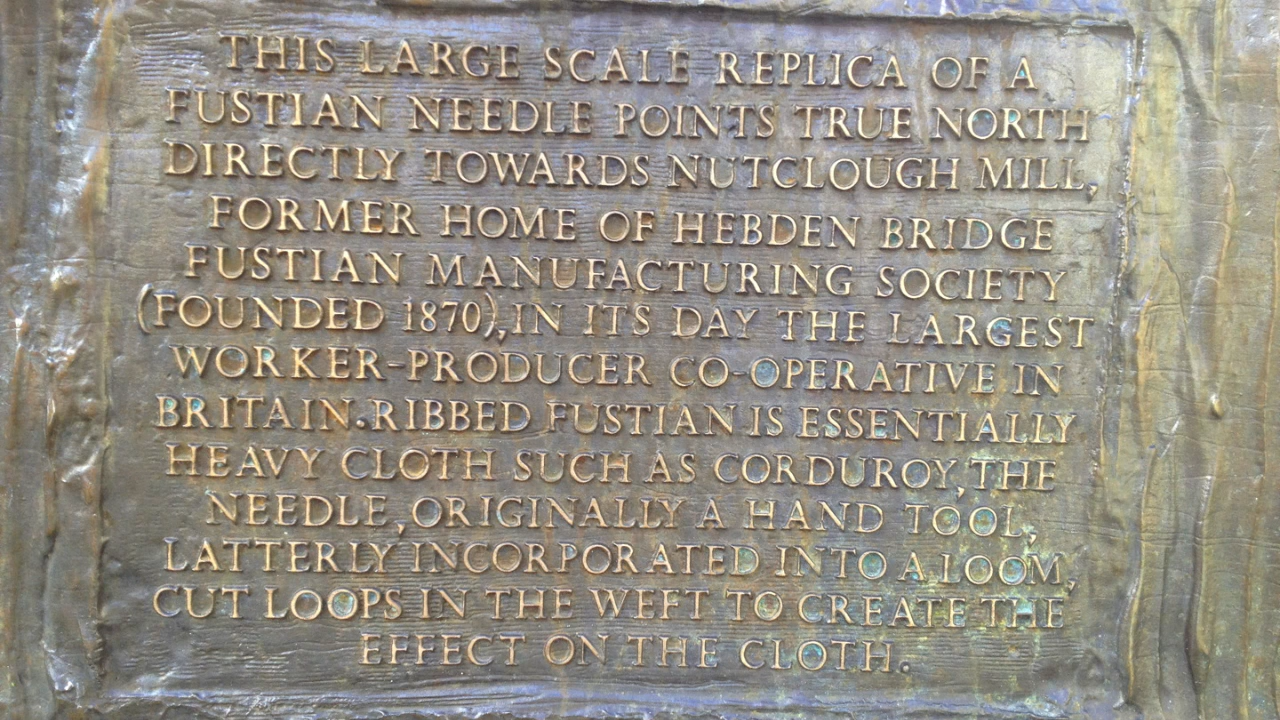 THIS LARGE SCALE REPLICA OF A
FUSTIAN NEEDLE POINTS TRUE NORTH
DIRECTLY TOWARDS NUTCLOUGH MILL,
FORMER HOME OF HEBDEN BRIDGE
FUSTIAN MANUFACTURING SOCIETY
(FOUNDED 1870), IN ITS DAY THE LARGEST
WORKER-PRODUCER CO-OPERATIVE IN
BRITAIN. RIBBED FUSTIAN IS ESSENTIALLY
HEAVY CLOTH SUCH AS CORDUROY, THE
NEEDLE, ORIGINALLY A HAND TOOL,
LATTERLY INCORPORATED INTO A LOOM,
CUT LOOPS IN THE WEFT TO CREATE THE
EFFECT ON THE CLOTH.